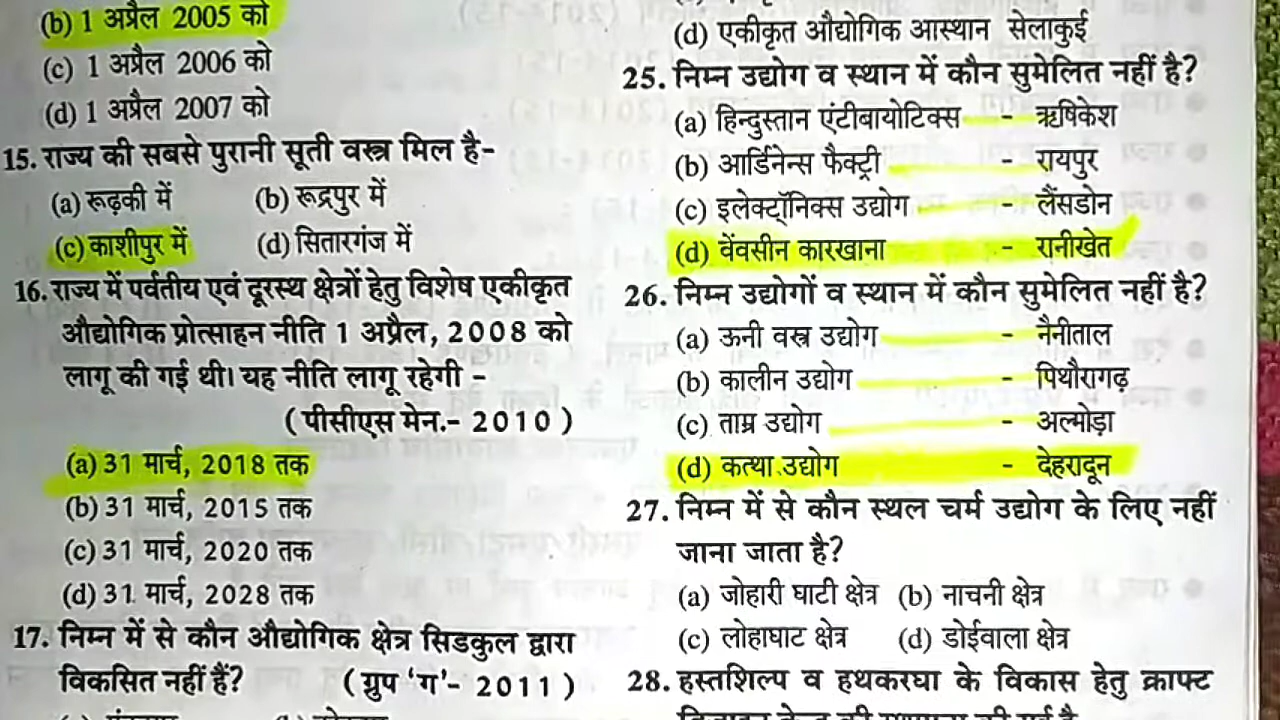 (b) 1 अप्रैल 2005 को
(c) 1 अप्रैल 2006 को
(d) 1 अप्रैल 2007 को
15. राज्य की सबसे पुरानी सूती वस्त्र मिल है-
(a) रूढ़की में (b) रूद्रपुर में
(c) काशीपुर में (d) सितारगंज में
16. राज्य में पर्वतीय एवं दूरस्थ क्षेत्रों हेतु विशेष एकीकृत
औद्योगिक प्रोत्साहन नीति 1 अप्रैल, 2008 को
लागू की गई थी। यह नीति लागू रहेगी -
( पीसीएस मेन.- 2010 )
(a) 31 मार्च, 2018 तक
(b) 31 मार्च, 2015 तक
(c) 31 मार्च, 2020 तक
(d) 31 मार्च, 2028 तक
17. निम्न में से कौन औद्योगिक क्षेत्र सिडकुल द्वारा
विकसित नहीं हैं? ( ग्रुप 'ग'- 2011 )
(d) एकीकृत औद्योगिक आस्थान सेलाकुई
25. निम्न उद्योग व स्थान में कौन सुमेलित नहीं है?
(a) हिन्दुस्तान एंटीबायोटिक्स - ऋषिकेश
(b) आर्डिनेन्स फैक्ट्री - रायपुर
(c) इलेक्ट्रॉनिक्स उद्योग - लैंसडोन
(d) वेंवसीन कारखाना - रानीखेत
26. निम्न उद्योगों व स्थान में कौन सुमेलित नहीं है?
(a) ऊनी वस्त्र उद्योग - नैनीताल
(b) कालीन उद्योग - पिथौरागढ़
(c) ताम्र उद्योग - अल्मोड़ा
(d) कत्था उद्योग - देहरादून
27. निम्न में से कौन स्थल चर्म उद्योग के लिए नहीं
जाना जाता है?
(a) जोहारी घाटी क्षेत्र (b) नाचनी क्षेत्र
(c) लोहाघाट क्षेत्र (d) डोईवाला क्षेत्र
28. हस्तशिल्प व हथकरघा के विकास हेतु क्राफ्ट